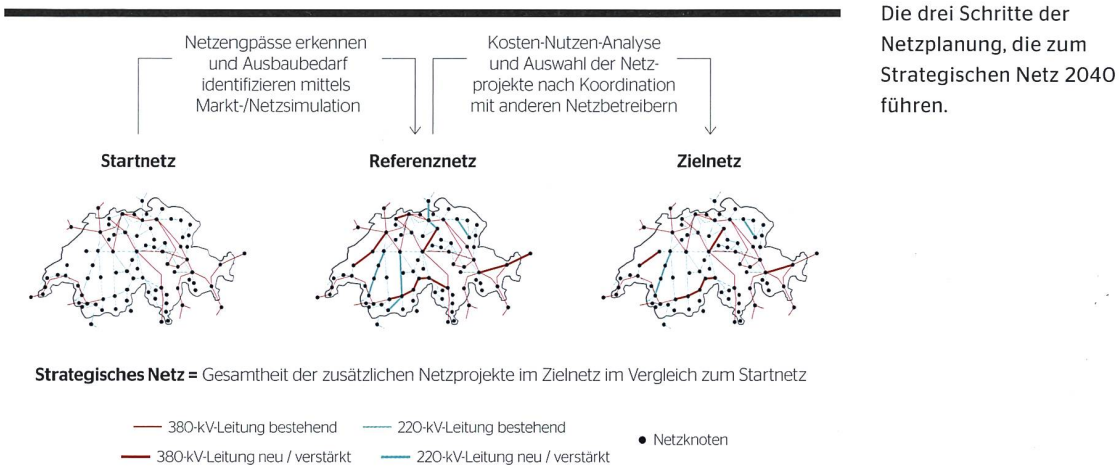 Die drei Schritte der
Netzplanung, die zum
Strategischen Netz 2040
führen.
Netzengpässe erkennen
und Ausbaubedarf
identifizieren mittels
Markt-/Netzsimulation
Kosten-Nutzen-Analyse
und Auswahl der Netz-
projekte nach Koordination
mit anderen Netzbetreibern
Startnetz
Referenznetz
Zielnetz
Strategisches Netz = Gesamtheit der zusätzlichen Netzprojekte im Zielnetz im Vergleich zum Startnetz
380-kV-Leitung bestehend
220-kV-Leitung bestehend
Netzknoten
380-kV-Leitung neu / verstärkt
220-kV-Leitung neu / verstärkt